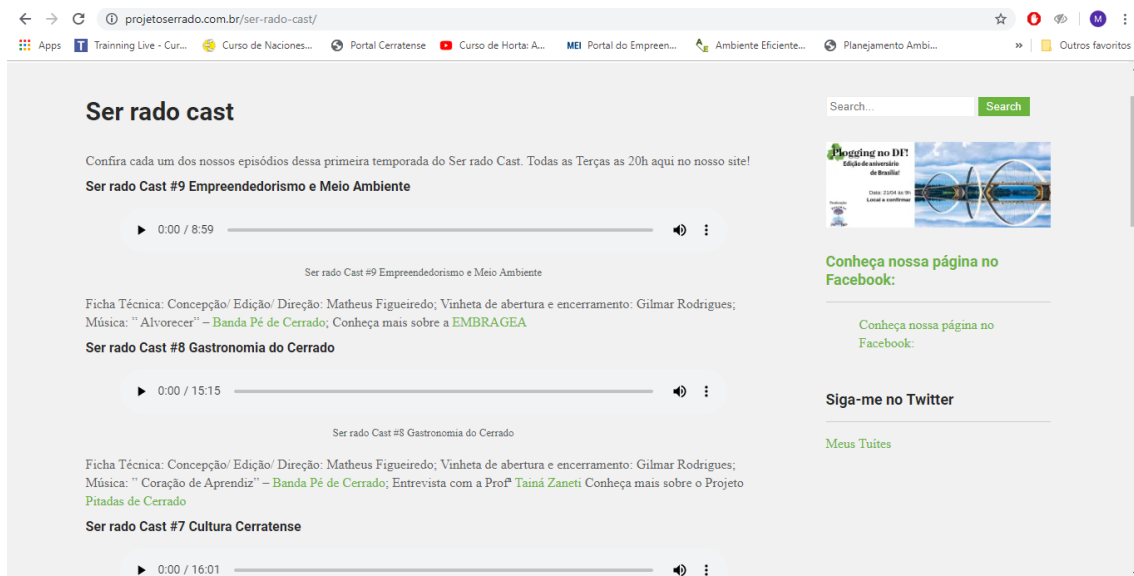 projetoserrado.com.br/ser-rado-cast/
M
Apps
Trainning Live - Cur...
Curso de Naciones...
Portal Cerratense
Curso de Horta: A...
MEI Portal do Empreen...
Ambiente Eficiente...
Planejamento Ambi...
»
Outros favoritos
Ser rado cast
Confira cada um dos nossos episódios dessa primeira temporada do Ser rado Cast. Todas as Terças as 20h aqui no nosso site!
Ser rado Cast #9 Empreendedorismo e Meio Ambiente
0:00 / 8:59
Ser rado Cast #9 Empreendedorismo e Meio Ambiente
Ficha Técnica: Concepção/ Edição/ Direção: Matheus Figueiredo; Vinheta de abertura e encerramento: Gilmar Rodrigues;
Música: " Alvorecer" – Banda Pé de Cerrado; Conheça mais sobre a EMBRAGEA
Ser rado Cast #8 Gastronomia do Cerrado
0:00 / 15:15
Ser rado Cast #8 Gastronomia do Cerrado
Ficha Técnica: Concepção/ Edição/ Direção: Matheus Figueiredo; Vinheta de abertura e encerramento: Gilmar Rodrigues;
Música: " Coração de Aprendiz" – Banda Pé de Cerrado; Entrevista com a Profª Tainá Zaneti Conheça mais sobre o Projeto
Pitadas de Cerrado
Ser rado Cast #7 Cultura Cerratense
0:00 / 16:01
Search...
Search
Plogging no DF!
Edição de aniversário
de Brasília!
Data: 21/04 às 9h
Local a confirmar
Conheça nossa página no
Facebook:
Conheça nossa página no
Facebook:
Siga-me no Twitter
Meus Tuítes